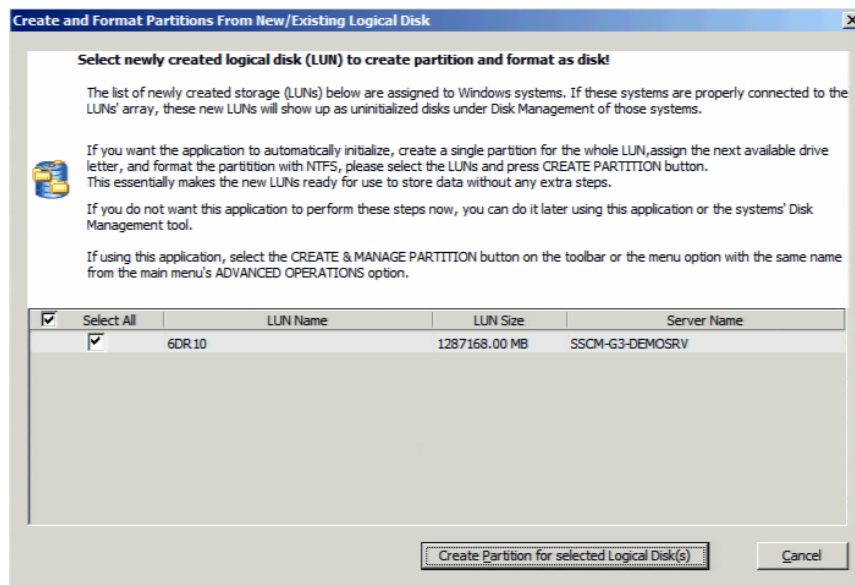 Create and Format Partitions From New/Existing Logical Disk
Select newly created logical disk (LUN) to create partition and format as disk!
The list of newly created storage (LUNs) below are assigned to Windows systems. If these systems are properly connected to the
LUNs' array, these new LUNs will show up as uninitialized disks under Disk Management of those systems.
If you want the application to automatically initialize, create a single partition for the whole LUN,assign the next available drive
letter, and format the partitition with NTFS, please select the LUNs and press CREATE PARTITION button.
This essentially makes the new LUNs ready for use to store data without any extra steps.
If you do not want this application to perform these steps now, you can do it later using this application or the systems' Disk
Management tool.
If using this application, select the CREATE & MANAGE PARTITION button on the toolbar or the menu option with the same name
from the main menu's ADVANCED OPERATIONS option.
Select All LUN Name LUN Size Server Name
6DR10 1287168.00 MB SSCM-G3-DEMOSRV
Create Partition for selected Logical Disk(s) Cancel